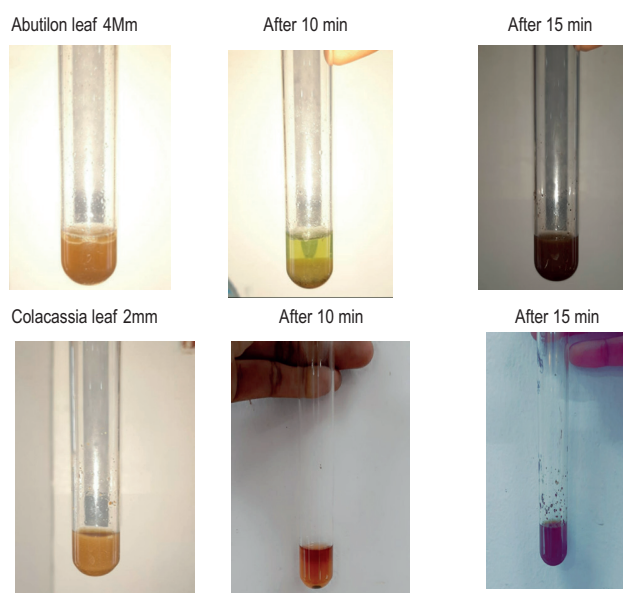 Abutilon leaf 4Mm
After 10 min
After 15 min
Colacassia leaf 2mm
After 10 min
After 15 min